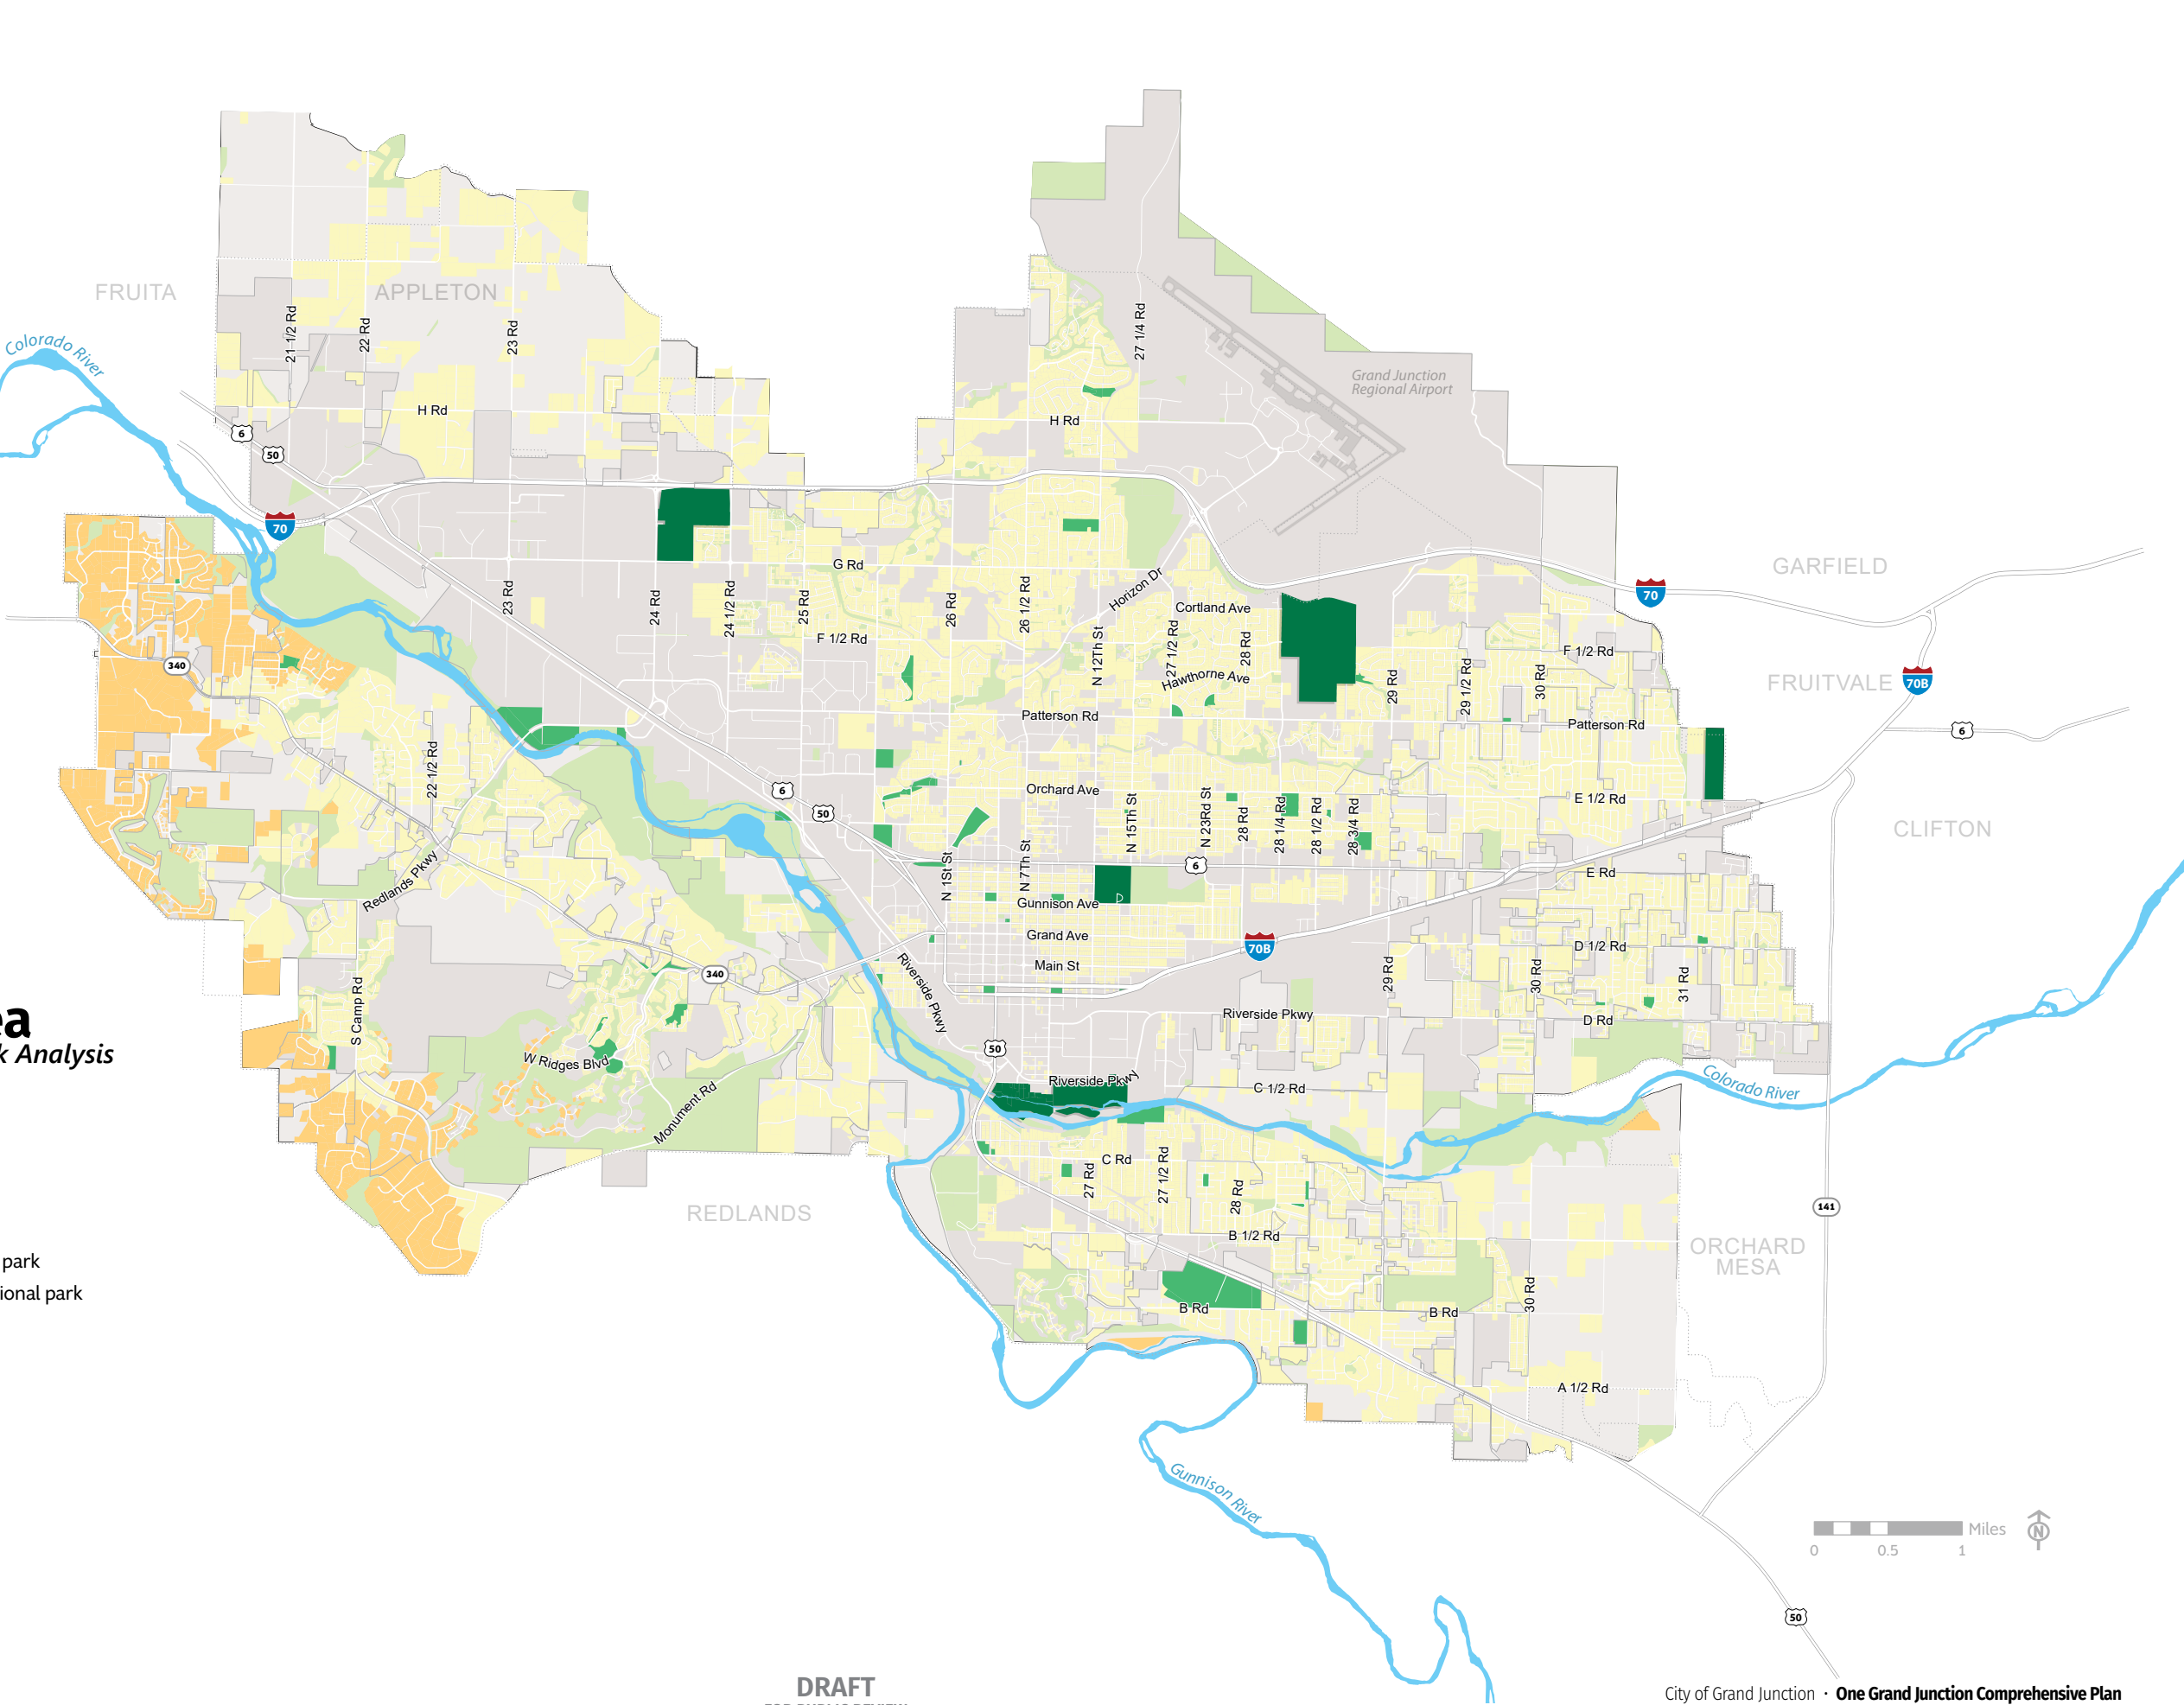 FRUITA
APPLETON
Colorado River
21 1/2 Rd
22 Rd
23 Rd
27 1/4 Rd
Grand Junction
Regional Airport
H Rd
H Rd
6
50
70
G Rd
GARFIELD
23 Rd
24 Rd
24 1/2 Rd
25 Rd
26 Rd
26 1/2 Rd
Horizon Dr
Cortland Ave
70
F 1/2 Rd
N 12Th St
27 1/2 Rd
28 Rd
F 1/2 Rd
340
Hawthorne Ave
29 Rd
29 1/2 Rd
30 Rd
FRUITVALE
70B
Patterson Rd
Patterson Rd
6
22 1/2 Rd
6
50
Orchard Ave
E 1/2 Rd
N 15Th St
N 23Rd St
28 Rd
28 1/4 Rd
28 1/2 Rd
28 3/4 Rd
CLIFTON
Redlands Pkwy
N 1St St
N 7Th St
6
E Rd
Gunnison Ave
Grand Ave
70B
D 1/2 Rd
Main St
340
Riverside Pkwy
29 Rd
30 Rd
31 Rd
S Camp Rd
Riverside Pkwy
D Rd
ea
k Analysis
50
W Ridges Blvd
Riverside Pkwy
C 1/2 Rd
Colorado River
Monument Rd
C Rd
27 Rd
27 1/2 Rd
28 Rd
REDLANDS
141
B 1/2 Rd
ORCHARD
MESA
park
ional park
30 Rd
B Rd
B Rd
A 1/2 Rd
Gunnison River
Miles
0 0.5 1
N
50
DRAFT
FOR PUBLIC REVIEW
City of Grand Junction · One Grand Junction Comprehensive Plan